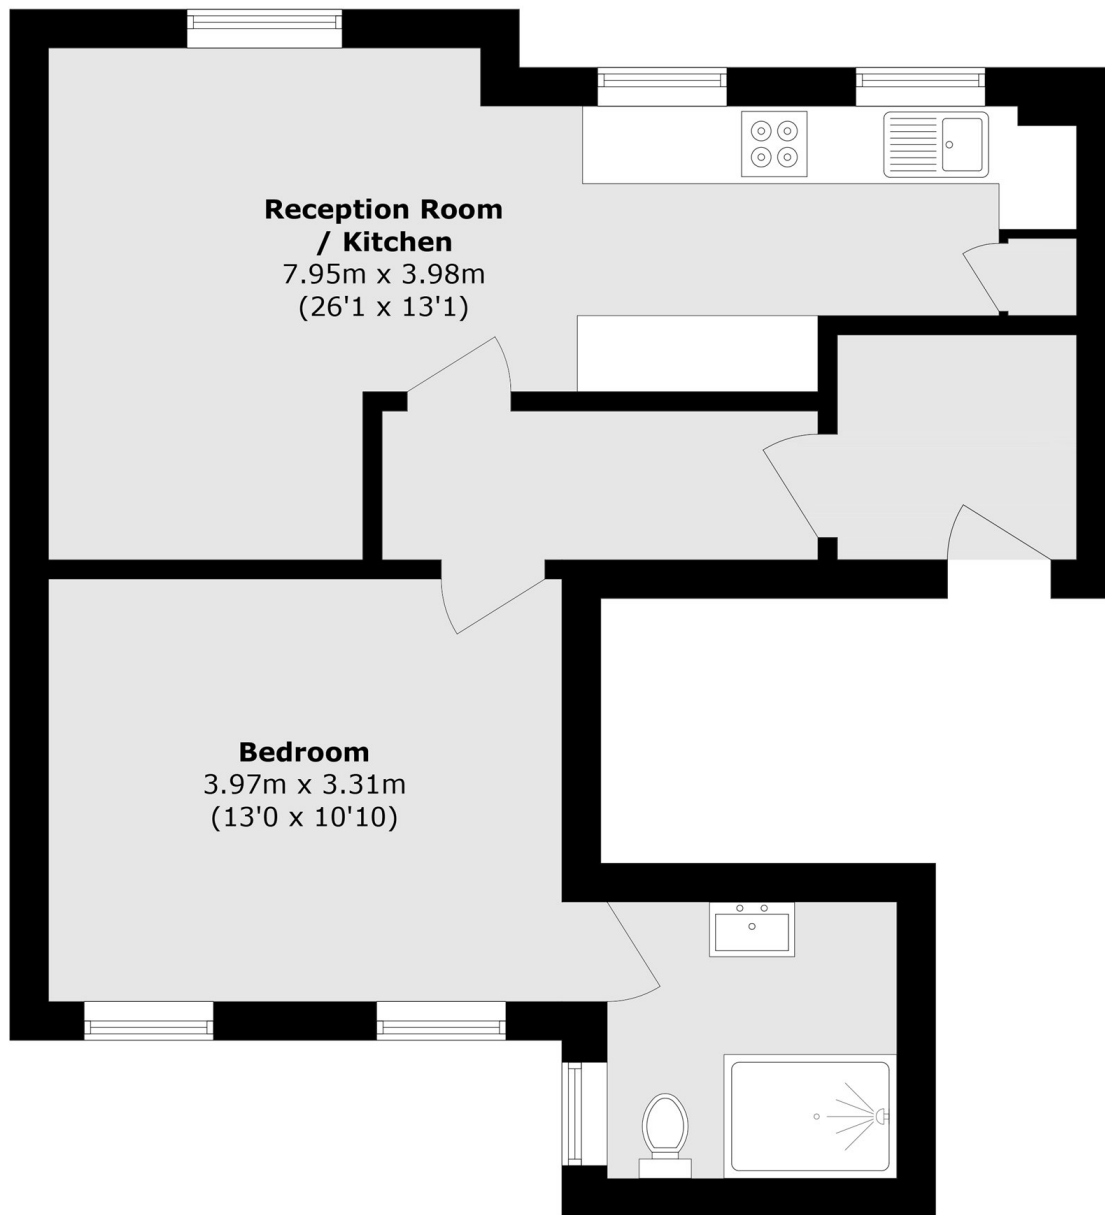 Reception Room
/ Kitchen
7.95m x 3.98m
(26'1 x 13'1)
Bedroom
3.97m x 3.31m
(13'0 x 10'10)